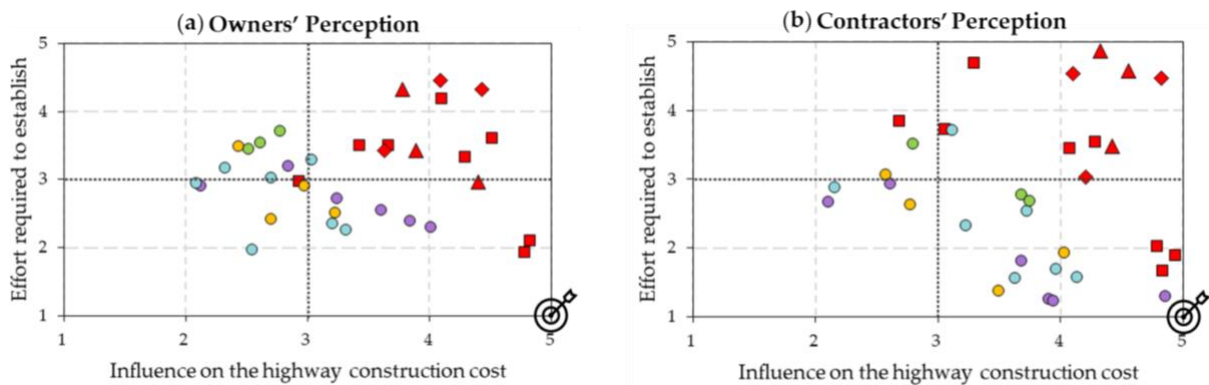 (a) Owners' Perception
(b) Contractors' Perception
Effort required to establish
5
4
3
2
1
1 2 3 4 5
Influence on the highway construction cost
Effort required to establish
5
4
3
2
1
1 2 3 4 5
Influence on the highway construction cost